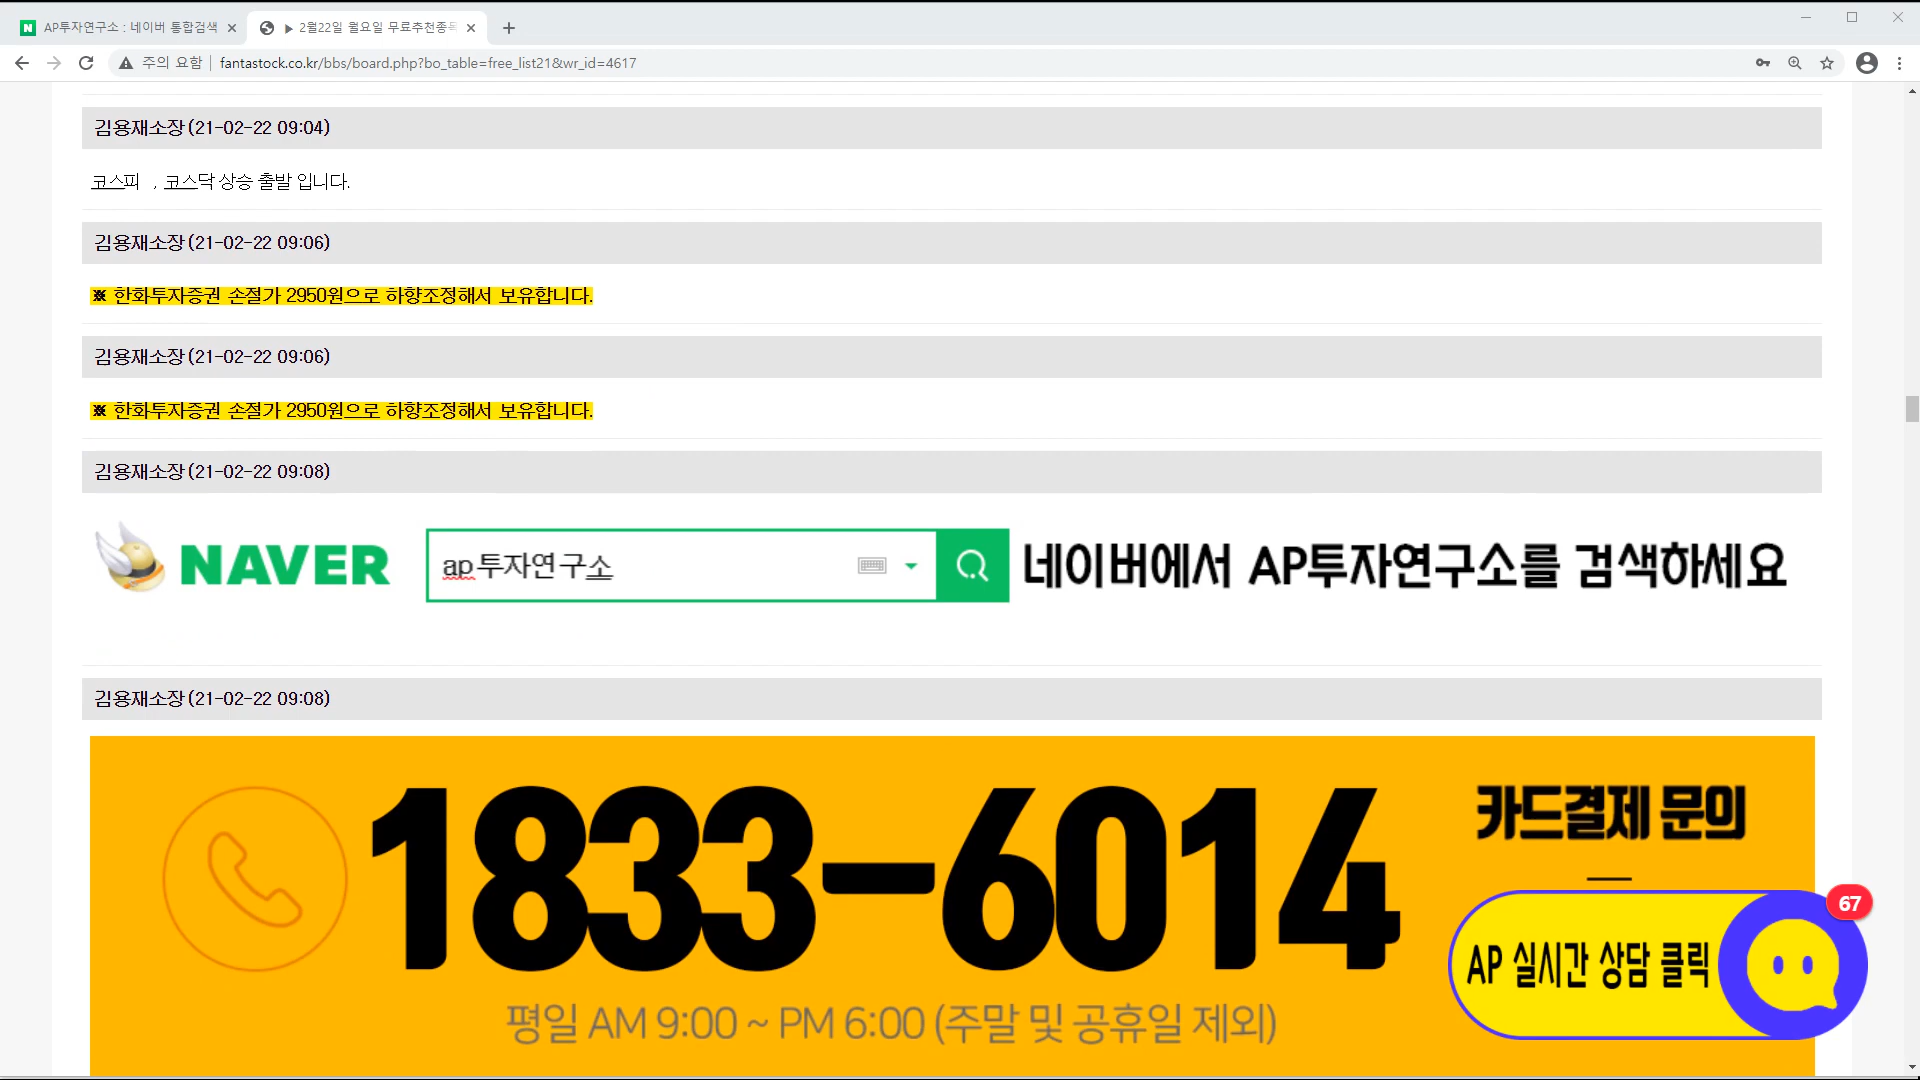 AP투자연구소 : 네이버 통합검색
▶ 2월22일 월요일 무료추천종목
주의 요함
fantastock.co.kr/bbs/board.php?bo_table=free_list21&wr_id=4617
김용재소장 (21-02-22 09:04)
코스피 , 코스닥 상승 출발 입니다.
김용재소장 (21-02-22 09:06)
※ 한화투자증권 손절가 2950원으로 하향조정해서 보유합니다.
김용재소장 (21-02-22 09:06)
※ 한화투자증권 손절가 2950원으로 하향조정해서 보유합니다.
김용재소장 (21-02-22 09:08)
NAVER ap투자연구소 네이버에서 AP투자연구소를 검색하세요
김용재소장 (21-02-22 09:08)
1833-6014
카드결제 문의
67
AP 실시간 상담 클릭
평일 AM 9:00 ~ PM 6:00 (주말 및 공휴일 제외)